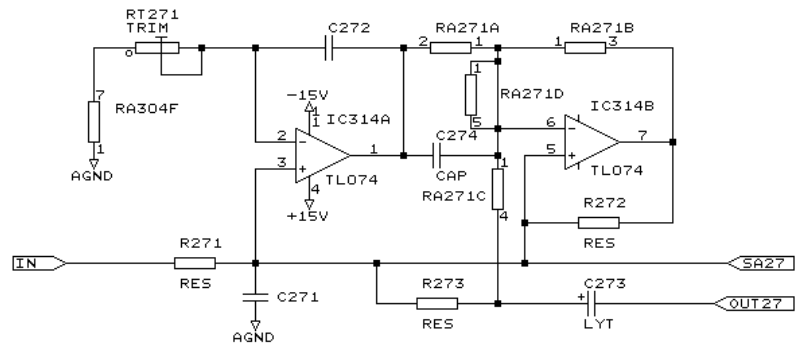 RT271
TRIM
C272
RA271A
2
1
RA271B
1
3
7
RA304F
1
AGND
-15V
1
1
IC314A
2
3
1
4
TL074
+15V
1
RA271D
5
C274
CAP
IC314B
6
5
7
TL074
1
RA271C
4
R272
RES
IN
R271
RES
SA27
C271
AGND
R273
RES
C273
+
LYT
OUT27